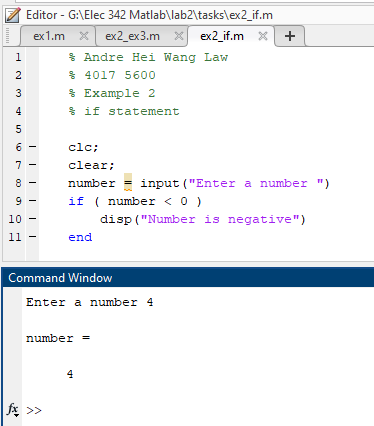 Editor - G:\Elec 342 Matlab\lab2\tasks\ex2_if.m
ex1.m × ex2_ex3.m × ex2_if.m × +
1 % Andre Hei Wang Law
2 % 4017 5600
3 % Example 2
4 % if statement
5
6 – clc;
7 – clear;
8 – number = input("Enter a number ")
9 – if ( number < 0 )
10 – disp("Number is negative")
11 – end
Command Window
Enter a number 4
number =
4
fx >>